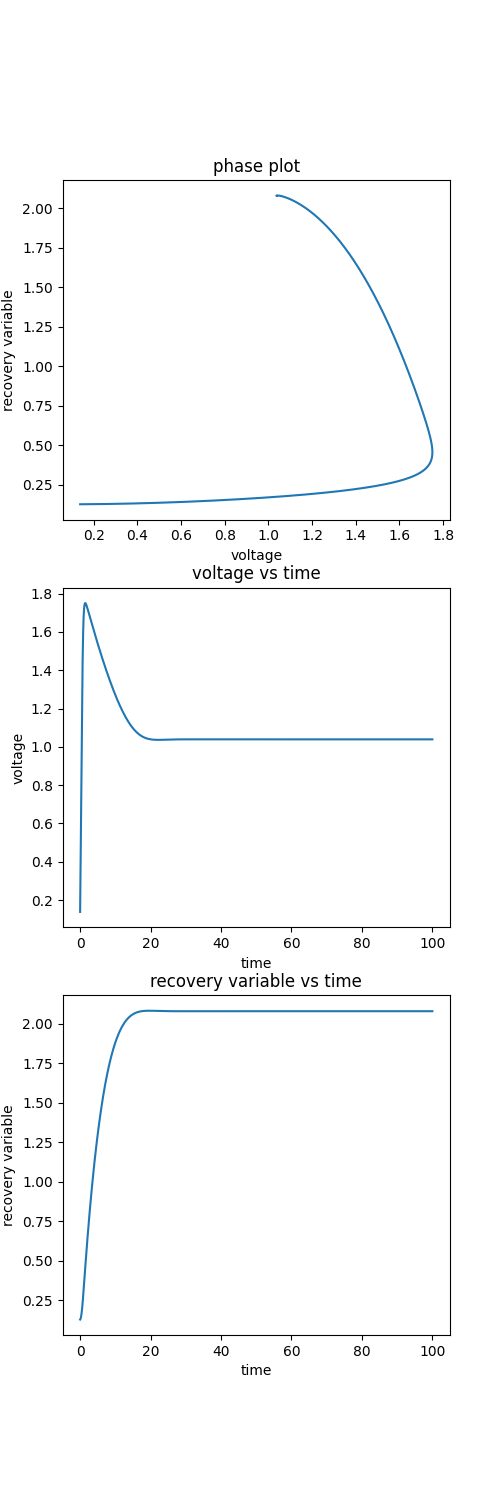 phase plot
2.00
1.75
1.50
1.25
1.00
0.75
0.50
0.25
recovery variable
0.2 0.4 0.6 0.8 1.0 1.2 1.4 1.6 1.8
voltage
voltage vs time
1.8
1.6
1.4
1.2
1.0
0.8
0.6
0.4
0.2
voltage
0 20 40 60 80 100
time
recovery variable vs time
2.00
1.75
1.50
1.25
1.00
0.75
0.50
0.25
recovery variable
0 20 40 60 80 100
time